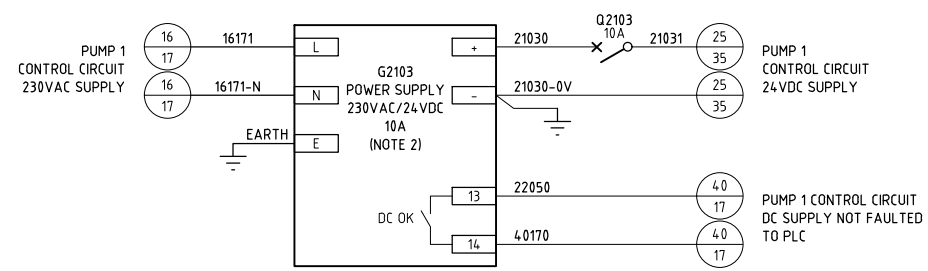 PUMP 1
CONTROL CIRCUIT
230VAC SUPPLY
16
17
16171
16
17
16171-N
EARTH
L
N
E
G2103
POWER SUPPLY
230VAC/24VDC
10A
(NOTE 2)
+
-
DC OK
13
14
21030
Q2103
10A
21031
25
35
21030-0V
25
35
PUMP 1
CONTROL CIRCUIT
24VDC SUPPLY
22050
40
17
40170
40
17
PUMP 1 CONTROL CIRCUIT
DC SUPPLY NOT FAULTED
TO PLC